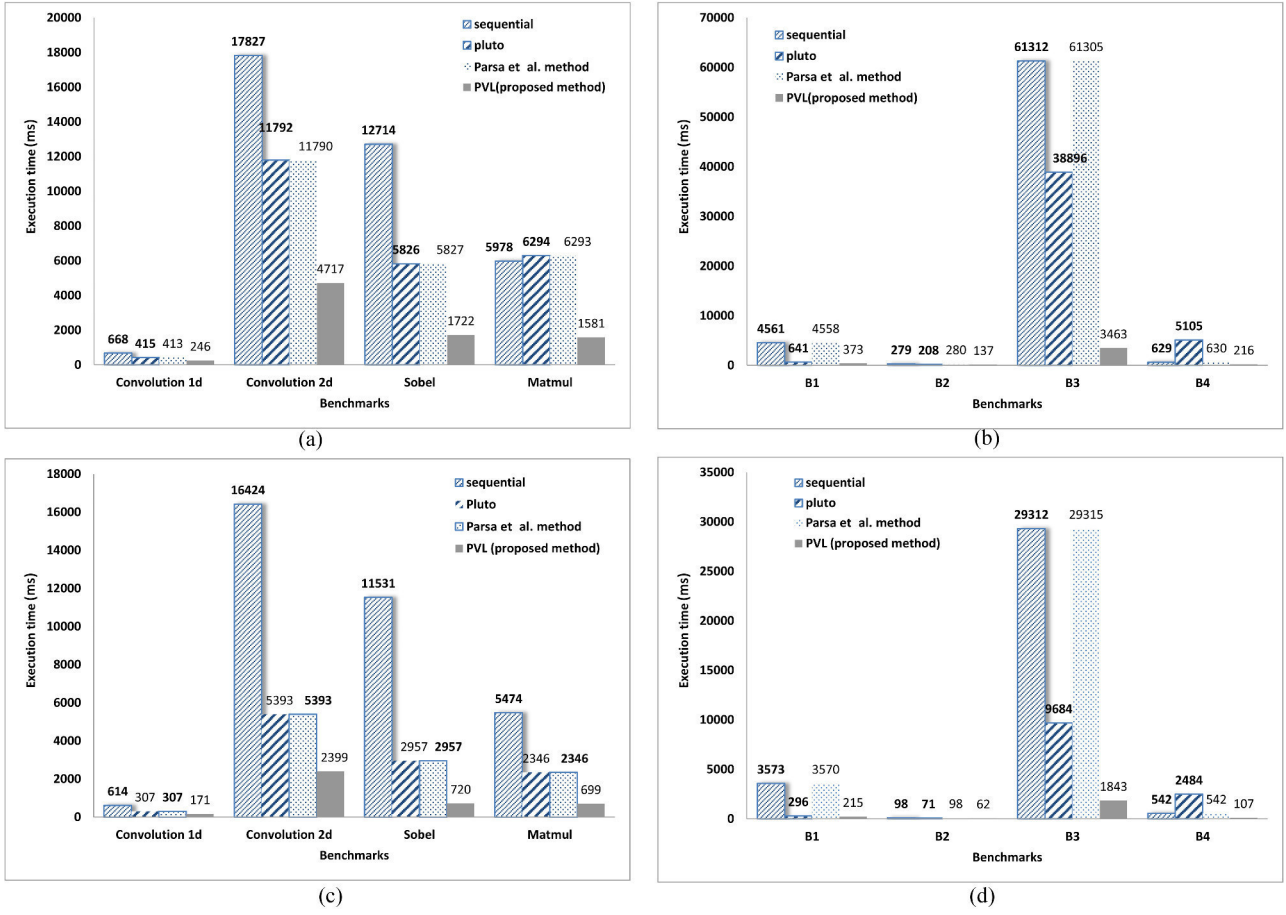 20000
18000
16000
14000
12000
10000
8000
6000
4000
2000
0
Execution time (ms)
sequential
pluto
Parsa et al. method
PVL(proposed method)
668
415
413
246
17827
11792
11790
4717
12714
5826
5827
1722
5978
6294
6293
1581
Convolution 1d
Convolution 2d
Sobel
Matmul
Benchmarks
(a)
70000
60000
50000
40000
30000
20000
10000
0
Execution time (ms)
sequential
pluto
Parsa et al. method
PVL(proposed method)
4561
641
4558
373
279
208
280
137
61312
38896
61305
3463
629
5105
630
216
B1
B2
B3
B4
Benchmarks
(b)
18000
16000
14000
12000
10000
8000
6000
4000
2000
0
Execution time (ms)
sequential
Pluto
Parsa et al. method
PVL (proposed method)
614
307
307
171
16424
5393
5393
2399
11531
2957
2957
720
5474
2346
2346
699
Convolution 1d
Convolution 2d
Sobel
Matmul
Benchmarks
(c)
35000
30000
25000
20000
15000
10000
5000
0
Execution time (ms)
sequential
pluto
Parsa et al. method
PVL (proposed method)
3573
296
3570
215
98
71
98
62
29312
9684
29315
1843
542
2484
542
107
B1
B2
B3
B4
Benchmarks
(d)